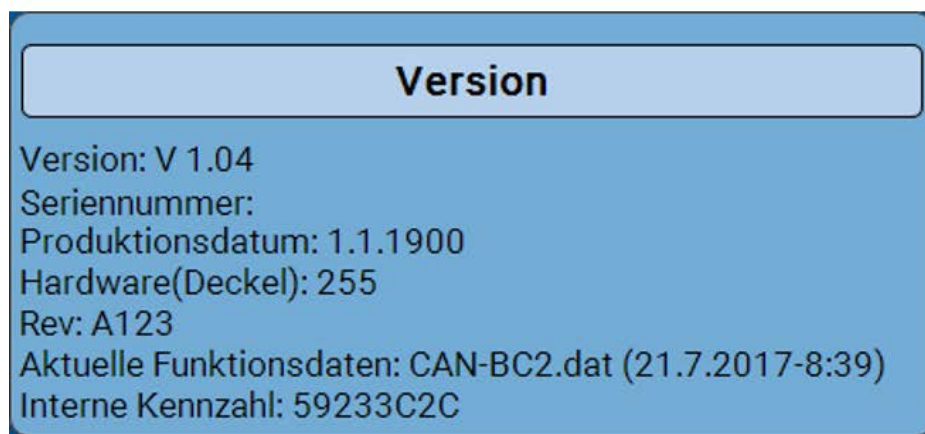 Version
Version: V 1.04
Seriennummer:
Produktionsdatum: 1.1.1900
Hardware(Deckel): 255
Rev: A123
Aktuelle Funktionsdaten: CAN-BC2.dat (21.7.2017-8:39)
Interne Kennzahl: 59233C2C